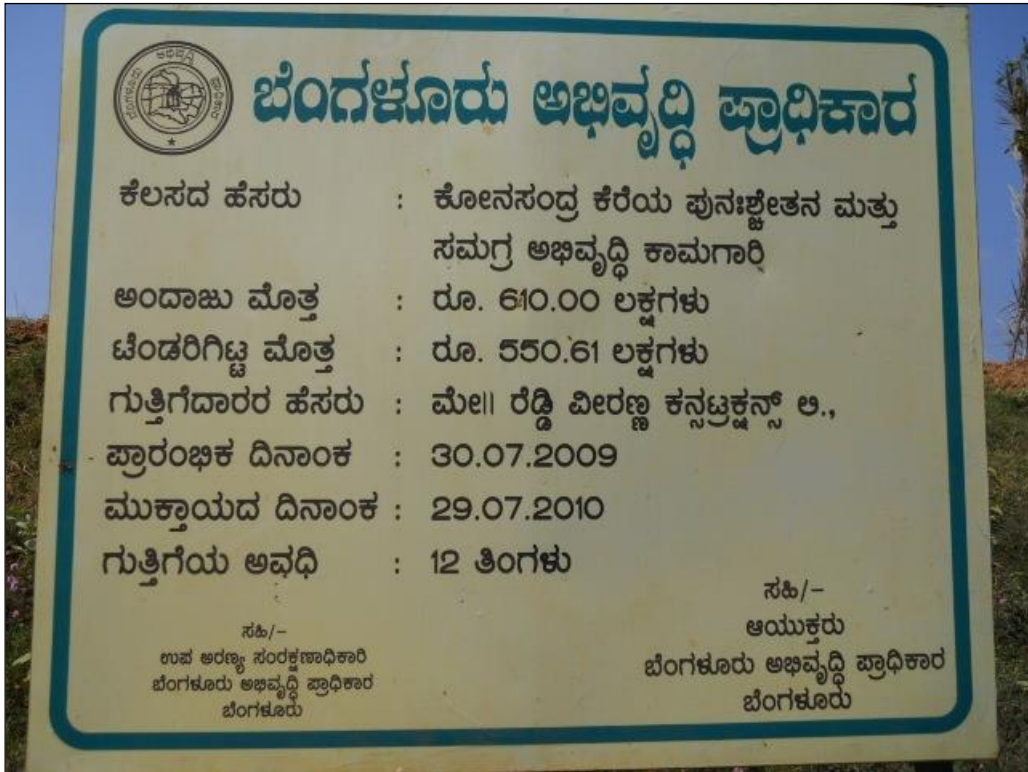 ಬೆಂಗಳೂರು ಅಭಿವೃದ್ಧಿ ಪ್ರಾಧಿಕಾರ
ಬೆಂಗಳೂರು ಅಭಿವೃದ್ಧಿ ಪ್ರಾಧಿಕಾರ
ಕೆಲಸದ ಹೆಸರು : ಕೋನಸಂದ್ರ ಕೆರೆಯ ಪುನಃಶ್ಚೇತನ ಮತ್ತು
ಸಮಗ್ರ ಅಭಿವೃದ್ಧಿ ಕಾಮಗಾರಿ
ಅಂದಾಜು ಮೊತ್ತ : ರೂ. 610.00 ಲಕ್ಷಗಳು
ಟೆಂಡರಿಗಿಟ್ಟ ಮೊತ್ತ : ರೂ. 550.61 ಲಕ್ಷಗಳು
ಗುತ್ತಿಗೆದಾರರ ಹೆಸರು : ಮೇ|| ರೆಡ್ಡಿ ವೀರಣ್ಣ ಕನ್ಸಟ್ರಕ್ಷನ್ಸ್ ಲಿ.,
ಪ್ರಾರಂಭಿಕ ದಿನಾಂಕ : 30.07.2009
ಮುಕ್ತಾಯದ ದಿನಾಂಕ : 29.07.2010
ಗುತ್ತಿಗೆಯ ಅವಧಿ : 12 ತಿಂಗಳು
ಸಹಿ/-
ಉಪ ಅರಣ್ಯ ಸಂರಕ್ಷಣಾಧಿಕಾರಿ
ಬೆಂಗಳೂರು ಅಭಿವೃದ್ಧಿ ಪ್ರಾಧಿಕಾರ
ಬೆಂಗಳೂರು
ಸಹಿ/-
ಆಯುಕ್ತರು
ಬೆಂಗಳೂರು ಅಭಿವೃದ್ಧಿ ಪ್ರಾಧಿಕಾರ
ಬೆಂಗಳೂರು